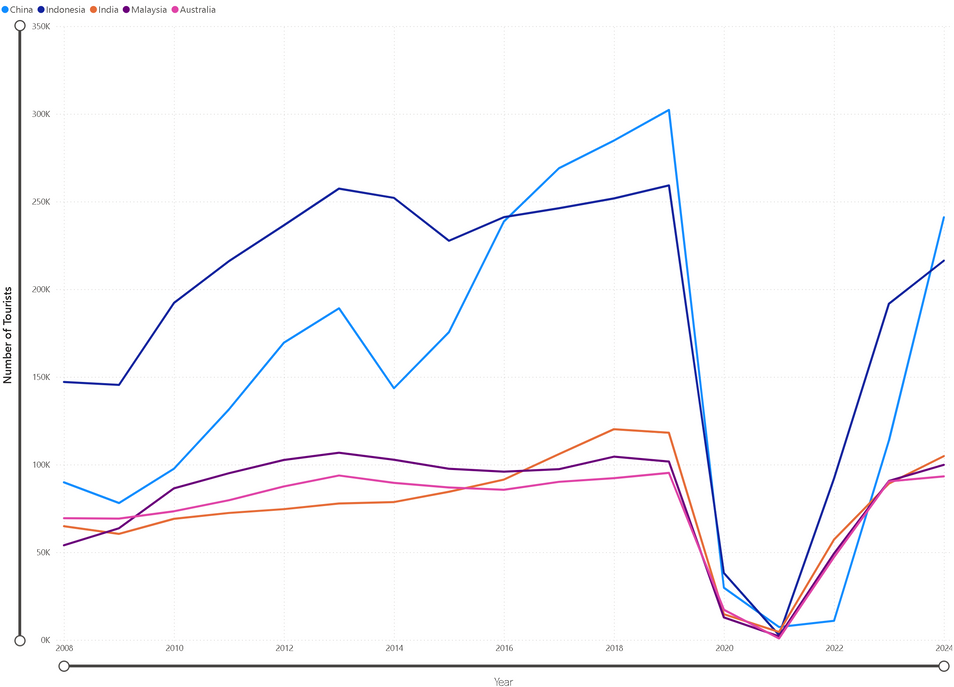 China Indonesia India Malaysia Australia
350K
300K
250K
200K
150K
100K
50K
0K
Number of Tourists
2008 2010 2012 2014 2016 2018 2020 2022 2024
Year